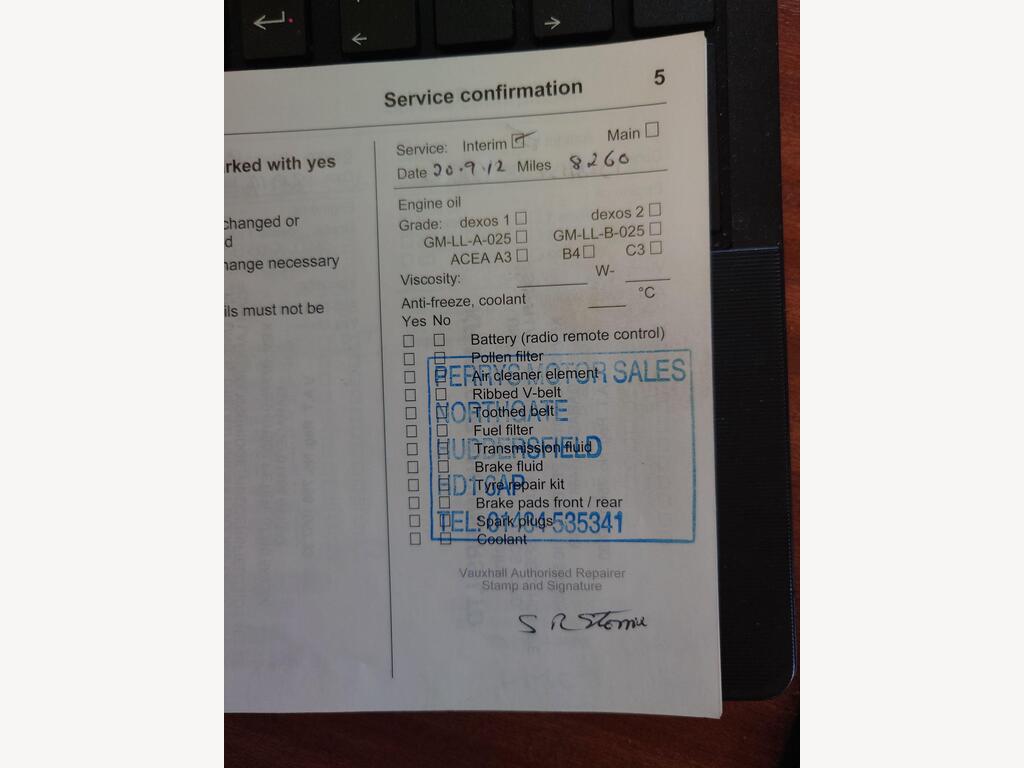 Service confirmation
5
rked with yes
changed or
d
hange necessary
ils must not be
Service: Interim Main
Date 20.9.12 Miles 8260
Engine oil
Grade: dexos 1 dexos 2
GM-LL-A-025 GM-LL-B-025
ACEA A3 B4 C3
Viscosity: W-
Anti-freeze, coolant °C
Yes No
Battery (radio remote control)
Pollen filter
Air cleaner element
Ribbed V-belt
Toothed belt
Fuel filter
Transmission fluid
Brake fluid
Tyre repair kit
Brake pads front / rear
Spark plugs
Coolant
PERRYS MOTOR SALES
NORTHGATE
HUDDERSFIELD
HD1 6AP
TEL: 01484 535341
Vauxhall Authorised Repairer
Stamp and Signature
S R